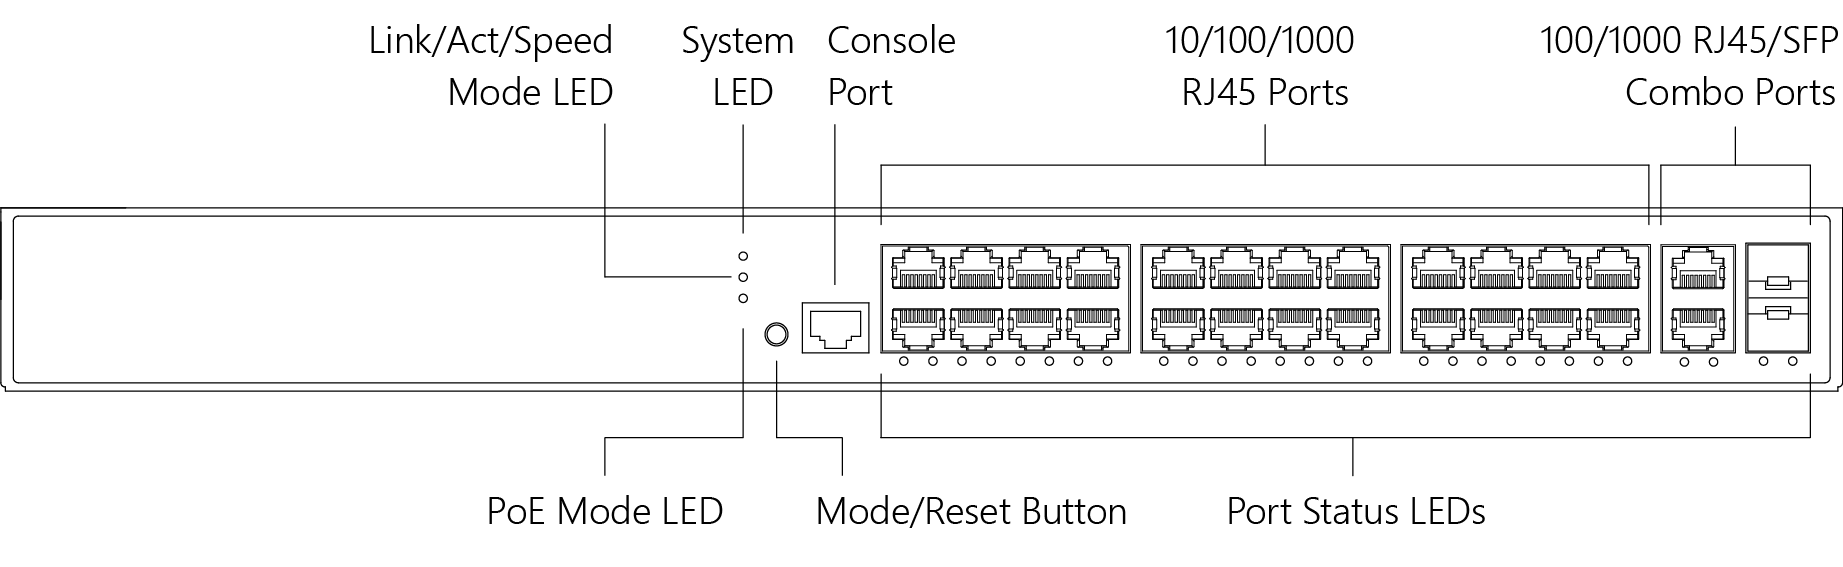 Link/Act/Speed
Mode LED
System
LED
Console
Port
10/100/1000
RJ45 Ports
100/1000 RJ45/SFP
Combo Ports
PoE Mode LED
Mode/Reset Button
Port Status LEDs